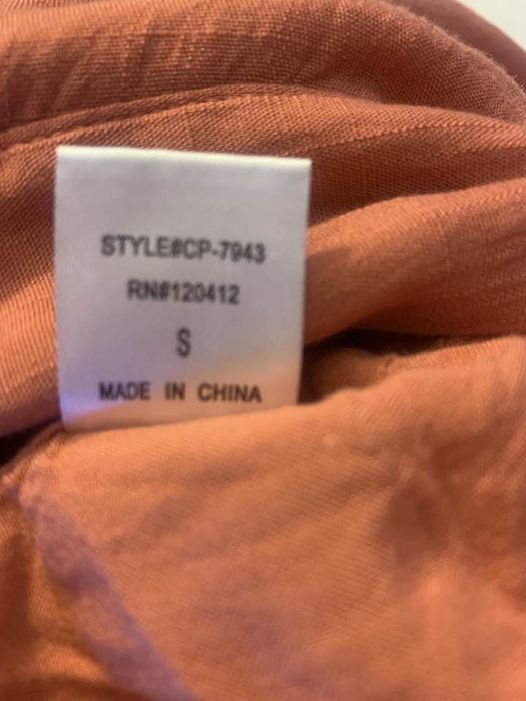 STYLE#CP-7943
RN#120412
S
MADE IN CHINA